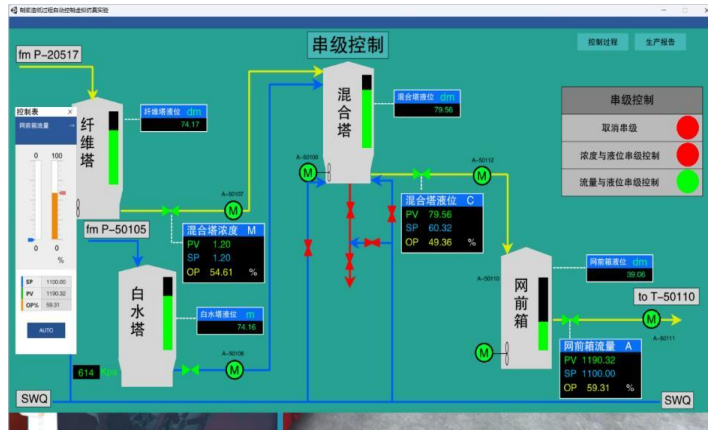 制浆造纸过程自动控制虚拟仿真实验
串级控制
控制过程
生产报告
fm P-20517
控制表
网前箱流量
0 100
0 0
%
SP 1100.00
PV 1190.32
OP% 59.31
AUTO
纤维塔
纤维塔液位 dm
74.17
A-50107
混合塔浓度 M
PV 1.20
SP 1.20
OP 54.61 %
fm P-50105
白水塔
白水塔液位 m
74.16
A-50108
614 Kpa
SWQ
混合塔
混合塔液位 dm
79.56
A-50109
A-50112
混合塔液位 C
PV 79.56
SP 60.32
OP 49.36 %
串级控制
取消串级
浓度与液位串级控制
流量与液位串级控制
A-50110
网前箱
网前箱液位 dm
39.06
to T-50110
A-50111
网前箱流量 A
PV 1190.32
SP 1100.00
OP 59.31 %
SWQ
M
M
M
M
M
M